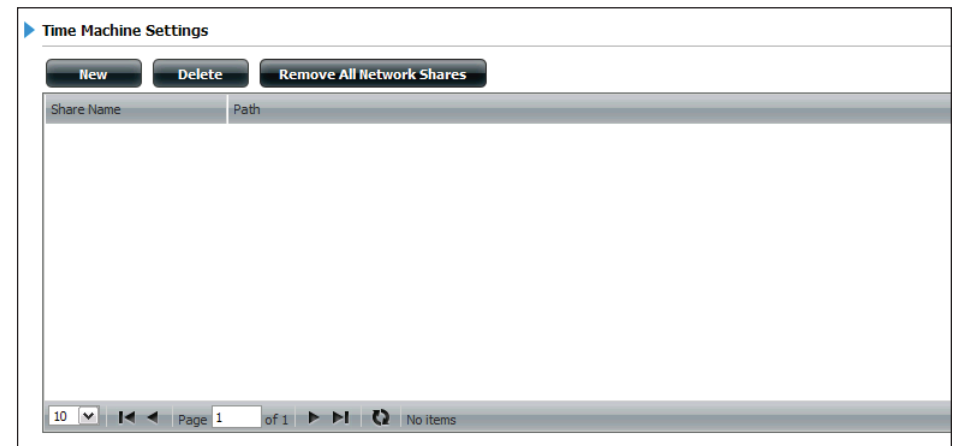 Time Machine Settings
New Delete Remove All Network Shares
Share Name Path
10 Page 1 of 1 No items